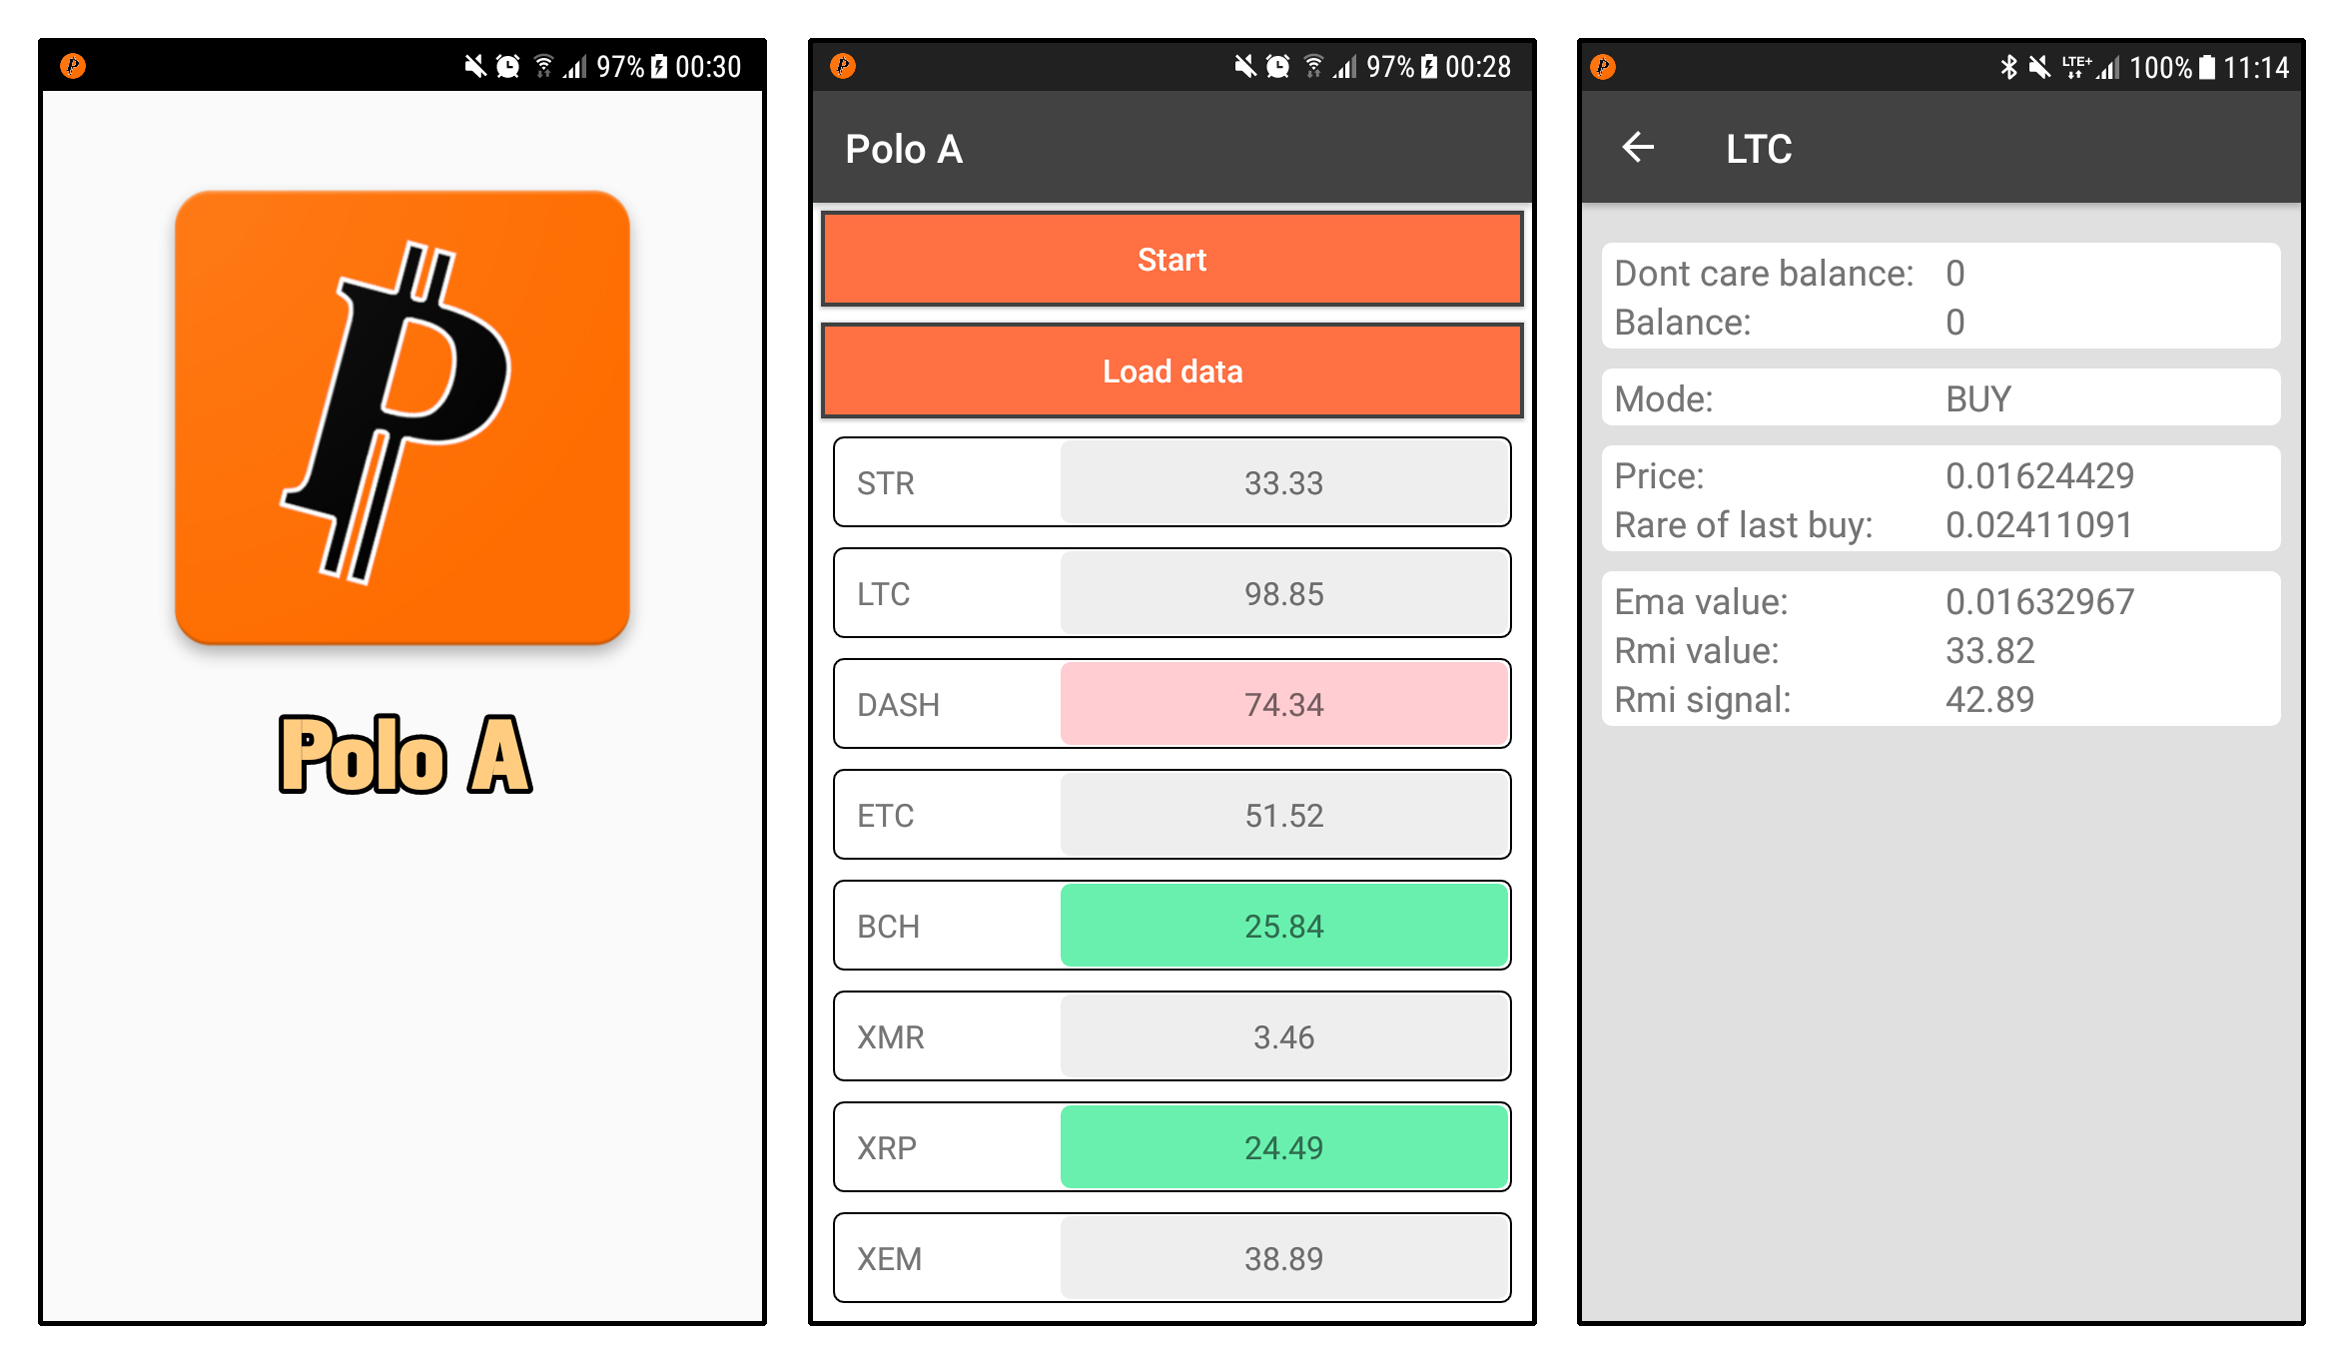 97% 00:30
Polo A
97% 00:28
Polo A
Start
Load data
STR 33.33
LTC 98.85
DASH 74.34
ETC 51.52
BCH 25.84
XMR 3.46
XRP 24.49
XEM 38.89
LTE+ 100% 11:14
LTC
Dont care balance: 0
Balance: 0
Mode: BUY
Price: 0.01624429
Rare of last buy: 0.02411091
Ema value: 0.01632967
Rmi value: 33.82
Rmi signal: 42.89